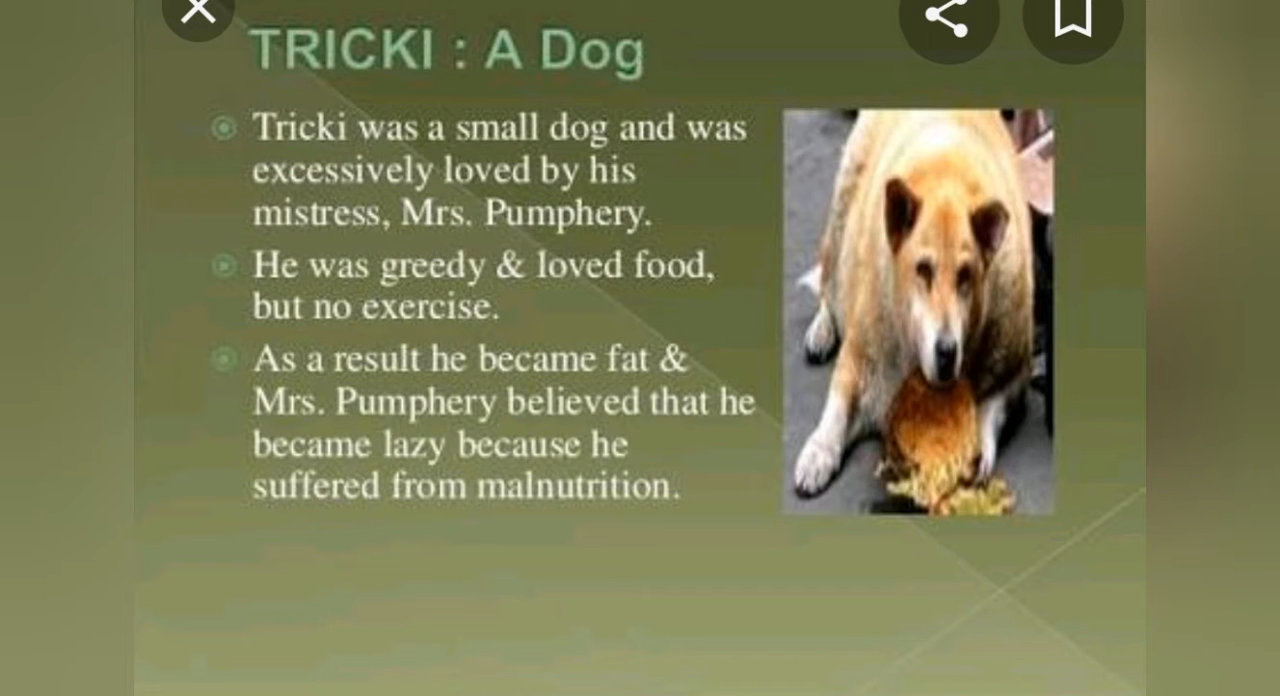 TRICKI : A Dog
Tricki was a small dog and was
excessively loved by his
mistress, Mrs. Pumphery.
He was greedy & loved food,
but no exercise.
As a result he became fat &
Mrs. Pumphery believed that he
became lazy because he
suffered from malnutrition.